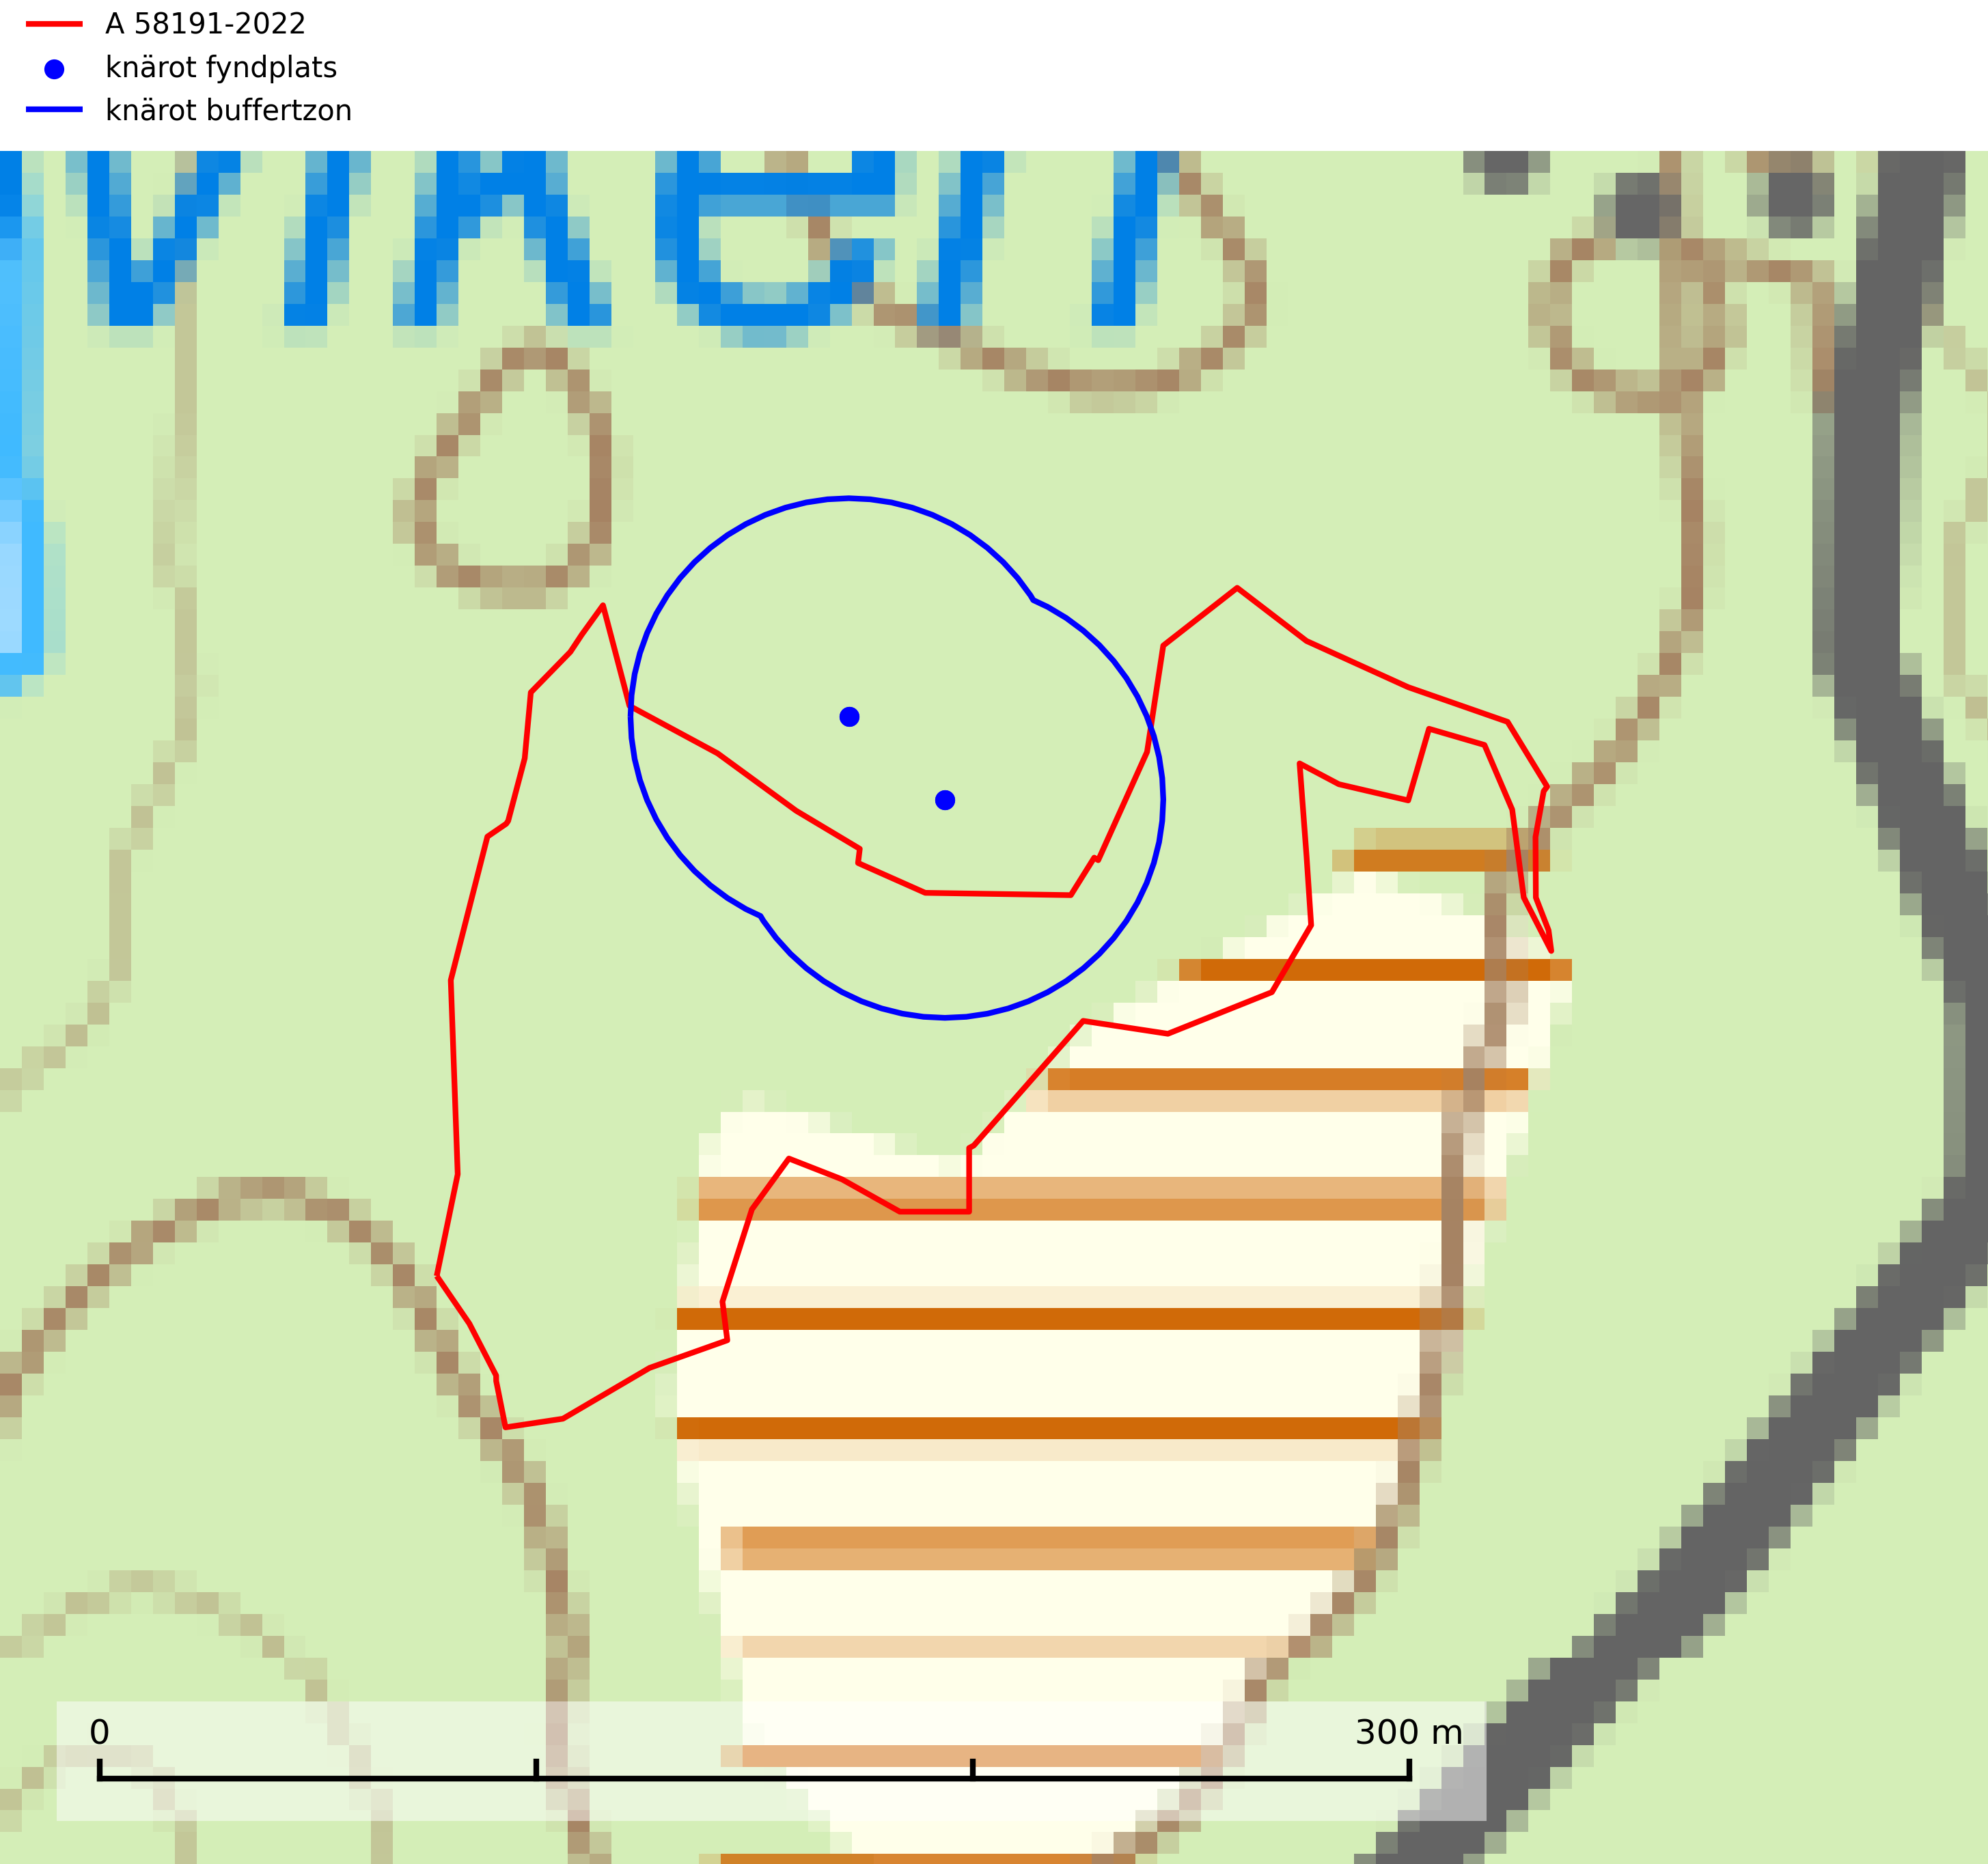 A 58191-2022
knärot fyndplats
knärot buffertzon
0 300 m